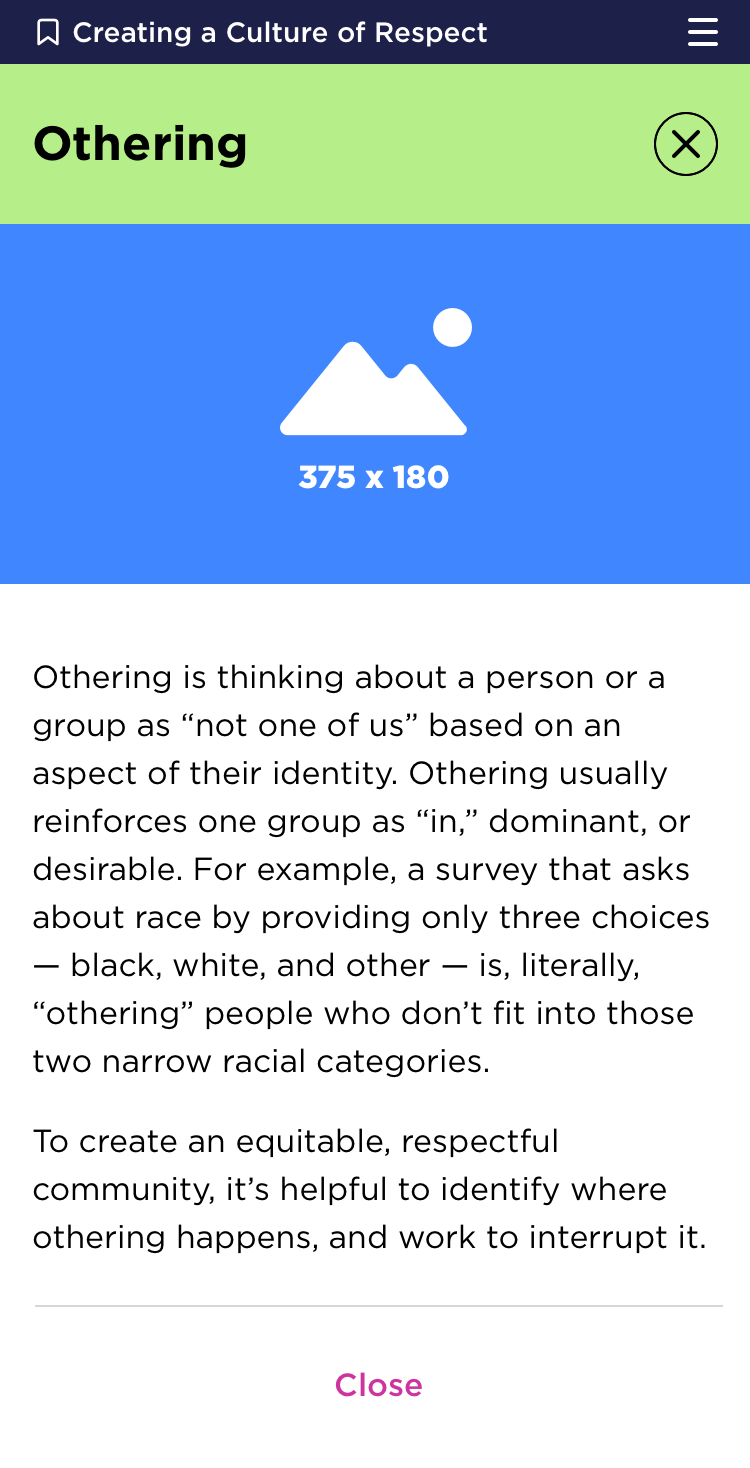 Creating a Culture of Respect
Othering
375 x 180
Othering is thinking about a person or a
group as “not one of us” based on an
aspect of their identity. Othering usually
reinforces one group as “in,” dominant, or
desirable. For example, a survey that asks
about race by providing only three choices
— black, white, and other — is, literally,
“othering” people who don’t fit into those
two narrow racial categories.
To create an equitable, respectful
community, it’s helpful to identify where
othering happens, and work to interrupt it.
Close